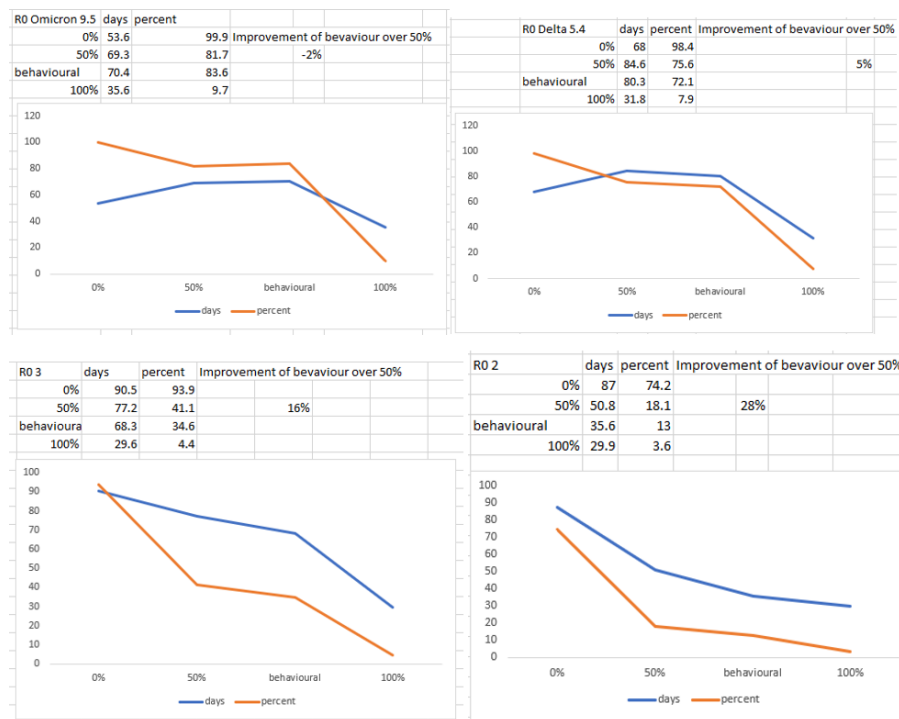 R0 Omicron 9.5 days percent
0% 53.6 99.9 Improvement of bevaviour over 50%
50% 69.3 81.7 -2%
behavioural 70.4 83.6
100% 35.6 9.7
120
100
80
60
40
20
0
0% 50% behavioural 100%
days percent
R0 Delta 5.4 days percent Improvement of bevaviour over 50%
0% 68 98.4
50% 84.6 75.6 5%
behavioural 80.3 72.1
100% 31.8 7.9
120
100
80
60
40
20
0
0% 50% behavioural 100%
days percent
R0 3 days percent Improvement of bevaviour over 50%
0% 90.5 93.9
50% 77.2 41.1 16%
behavioura 68.3 34.6
100% 29.6 4.4
100
90
80
70
60
50
40
30
20
10
0
0% 50% behavioural 100%
days percent
R0 2 days percent Improvement of bevaviour over 50%
0% 87 74.2
50% 50.8 18.1 28%
behavioural 35.6 13
100% 29.9 3.6
100
90
80
70
60
50
40
30
20
10
0
0% 50% behavioural 100%
days percent